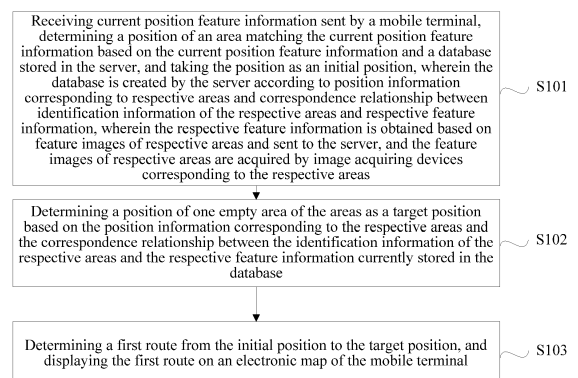 Receiving current position feature information sent by a mobile terminal,
determining a position of an area matching the current position feature
information based on the current position feature information and a database
stored in the server, and taking the position as an initial position, wherein the
database is created by the server according to position information
corresponding to respective areas and correspondence relationship between
identification information of the respective areas and respective feature
information, wherein the respective feature information is obtained based on
feature images of respective areas and sent to the server, and the feature
images of respective areas are acquired by image acquiring devices
corresponding to the respective areas
S101
Determining a position of one empty area of the areas as a target position
based on the position information corresponding to the respective areas and
the correspondence relationship between the identification information of the
respective areas and the respective feature information currently stored in the
database
S102
Determining a first route from the initial position to the target position, and
displaying the first route on an electronic map of the mobile terminal
S103